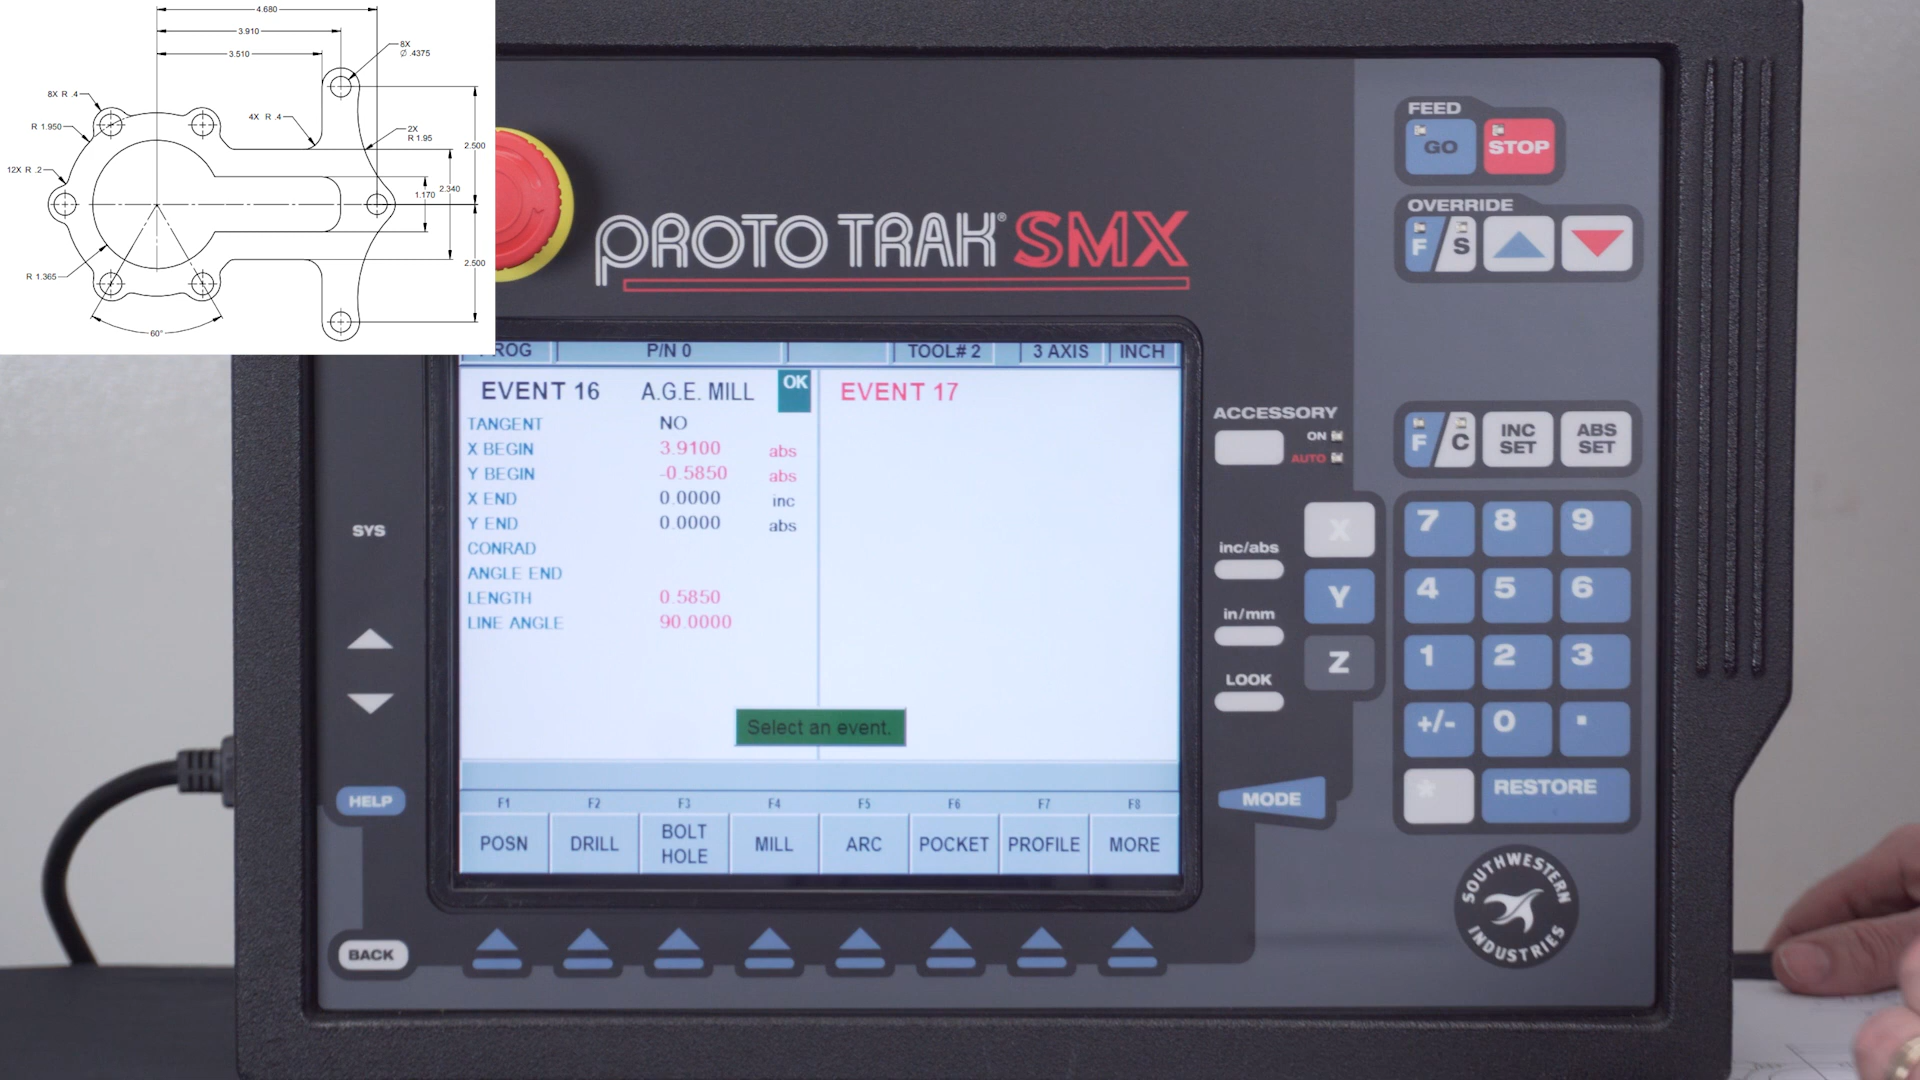 4.680
3.910
3.510
8X
Ø .4375
8X R .4
R 1.950
4X R .4
2X
R 1.95
2.500
12X R .2
1.170
2.340
R 1.365
2.500
60°
PROTO TRAK® SMX
FEED
GO
STOP
OVERRIDE
F/S
PROG P/N 0 TOOL# 2 3 AXIS INCH
EVENT 16 A.G.E. MILL OK EVENT 17
TANGENT NO
X BEGIN 3.9100 abs
Y BEGIN -0.5850 abs
X END 0.0000 inc
Y END 0.0000 abs
CONRAD
ANGLE END
LENGTH 0.5850
LINE ANGLE 90.0000
Select an event.
F1 F2 F3 F4 F5 F6 F7 F8
POSN DRILL BOLT HOLE MILL ARC POCKET PROFILE MORE
SYS
HELP
BACK
ACCESSORY
ON
AUTO
F/C
INC SET
ABS SET
inc/abs
in/mm
LOOK
X
Y
Z
7 8 9
4 5 6
1 2 3
+/- 0 .
* RESTORE
MODE
SOUTHWESTERN
INDUSTRIES